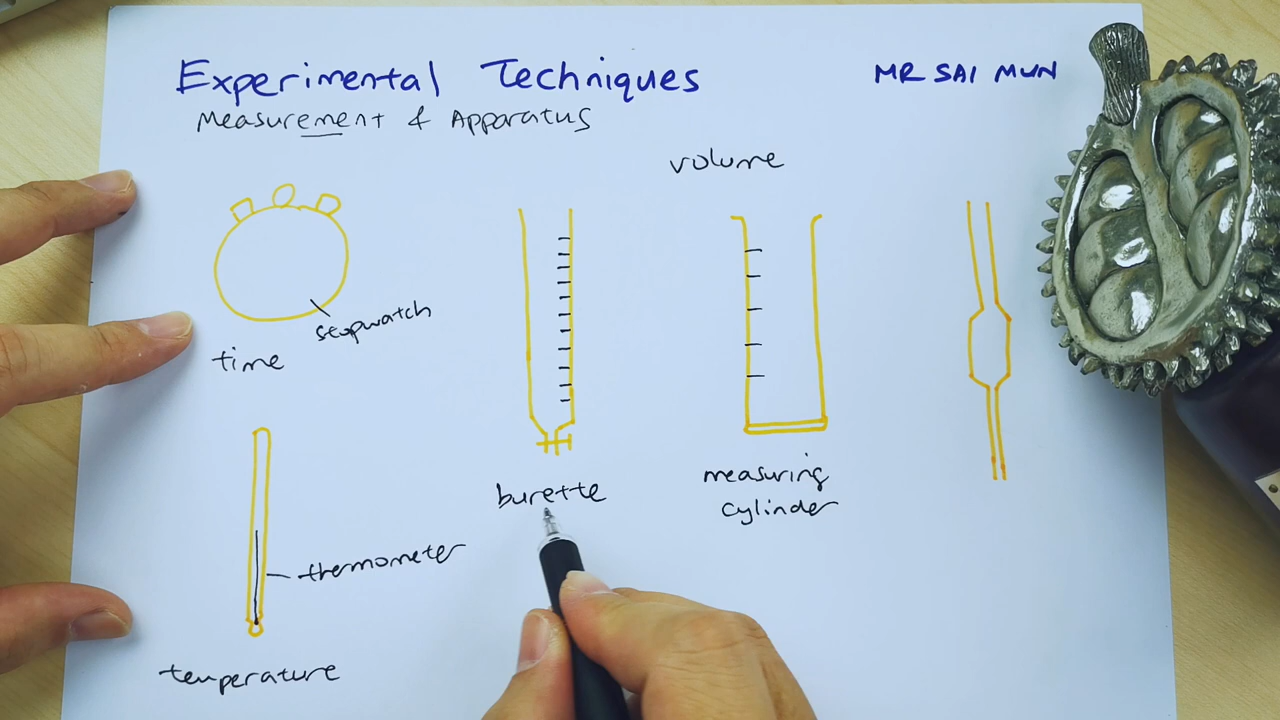 Experimental Techniques
MR SAI MUN
Measurement & Apparatus
volume
stopwatch
time
burette
measuring
cylinder
thermometer
temperature